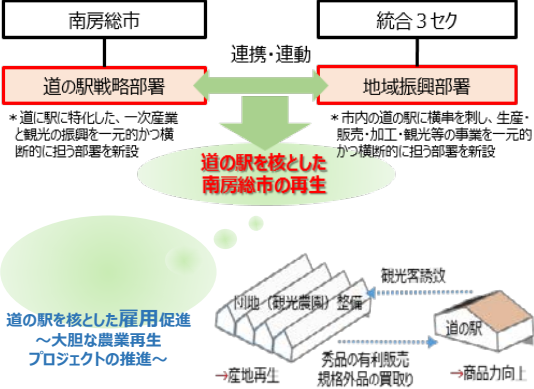 南房総市
統合３セク
連携・連動
道の駅戦略部署
地域振興部署
＊道に駅に特化した、一次産業
と観光の振興を一元的かつ横
断的に担う部署を新設
＊市内の道の駅に横串を刺し、生産・
販売・加工・観光等の事業を一元的
かつ横断的に担う部署を新設
道の駅を核とした
南房総市の再生
道の駅を核とした雇用促進
～大胆な農業再生
プロジェクトの推進～
団地（観光農園）整備
観光客誘致
道の駅
秀品の有利販売
規格外品の買取り
→産地再生
→商品力向上